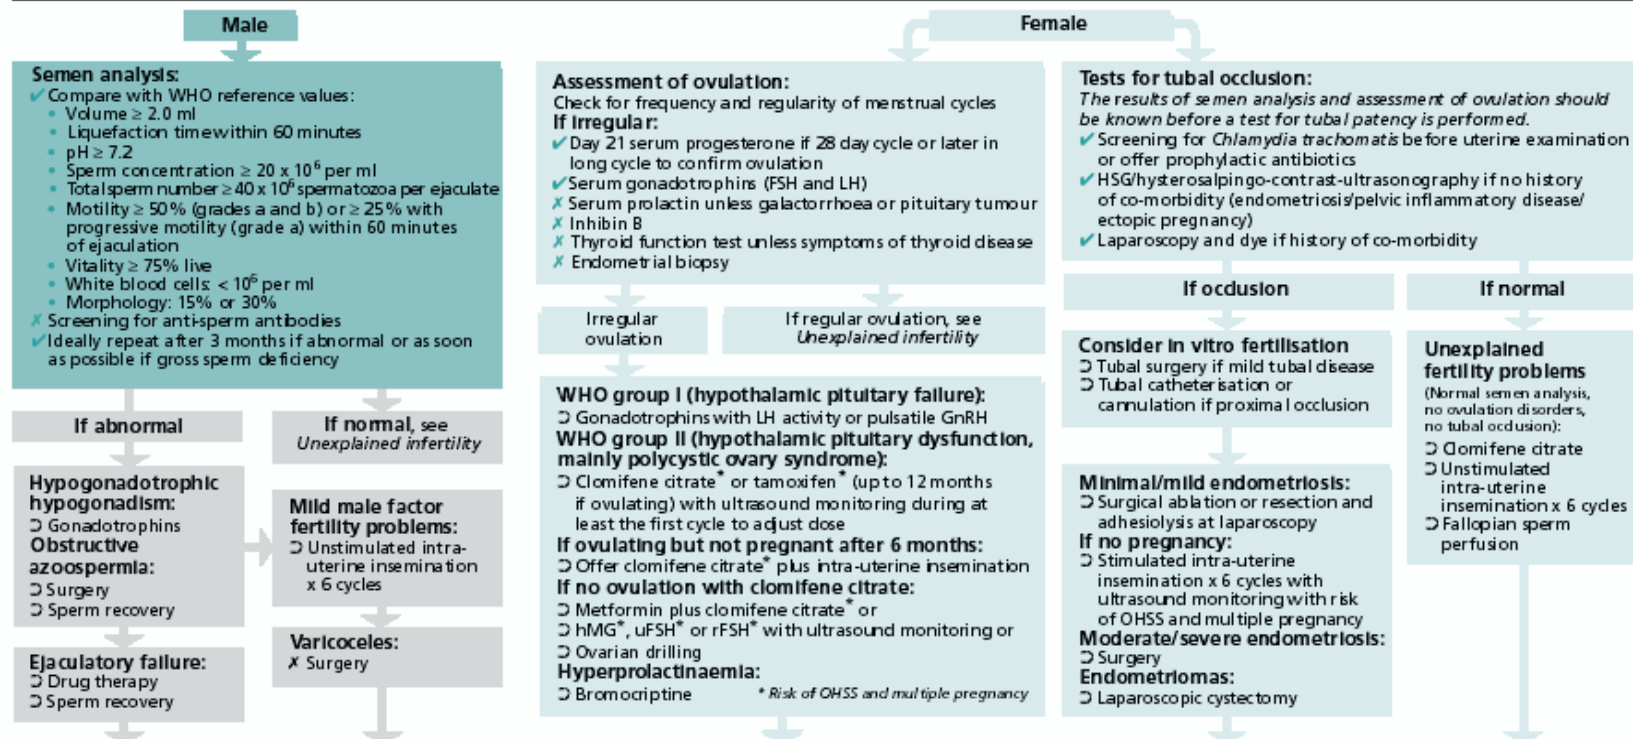 Male
Semen analysis:
✓ Compare with WHO reference values:
• Volume ≥ 2.0 ml
• Liquefaction time within 60 minutes
• pH ≥ 7.2
• Sperm concentration ≥ 20 x 10⁶ per ml
• Total sperm number ≥ 40 x 10⁶ spermatozoa per ejaculate
• Motility ≥ 50% (grades a and b) or ≥ 25% with
progressive motility (grade a) within 60 minutes
of ejaculation
• Vitality ≥ 75% live
• White blood cells: < 10⁶ per ml
• Morphology: 15% or 30%
✗ Screening for anti-sperm antibodies
✓ Ideally repeat after 3 months if abnormal or as soon
as possible if gross sperm deficiency
If abnormal
If normal, see
Unexplained infertility
Hypogonadotrophic
hypogonadism:
➲ Gonadotrophins
Obstructive
azoospermia:
➲ Surgery
➲ Sperm recovery
Mild male factor
fertility problems:
➲ Unstimulated intra-
uterine insemination
x 6 cycles
Ejaculatory failure:
➲ Drug therapy
➲ Sperm recovery
Varicoceles:
✗ Surgery
Female
Assessment of ovulation:
Check for frequency and regularity of menstrual cycles
If irregular:
✓ Day 21 serum progesterone if 28 day cycle or later in
long cycle to confirm ovulation
✓ Serum gonadotrophins (FSH and LH)
✗ Serum prolactin unless galactorrhoea or pituitary tumour
✗ Inhibin B
✗ Thyroid function test unless symptoms of thyroid disease
✗ Endometrial biopsy
Irregular
ovulation
If regular ovulation, see
Unexplained infertility
WHO group I (hypothalamic pituitary failure):
➲ Gonadotrophins with LH activity or pulsatile GnRH
WHO group II (hypothalamic pituitary dysfunction,
mainly polycystic ovary syndrome):
➲ Clomifene citrate* or tamoxifen* (up to 12 months
if ovulating) with ultrasound monitoring during at
least the first cycle to adjust dose
If ovulating but not pregnant after 6 months:
➲ Offer clomifene citrate* plus intra-uterine insemination
If no ovulation with clomifene citrate:
➲ Metformin plus clomifene citrate* or
➲ hMG*, uFSH* or rFSH* with ultrasound monitoring or
➲ Ovarian drilling
Hyperprolactinaemia:
➲ Bromocriptine
* Risk of OHSS and multiple pregnancy
Tests for tubal occlusion:
The results of semen analysis and assessment of ovulation should
be known before a test for tubal patency is performed.
✓ Screening for Chlamydia trachomatis before uterine examination
or offer prophylactic antibiotics
✓ HSG/hysterosalpingo-contrast-ultrasonography if no history
of co-morbidity (endometriosis/pelvic inflammatory disease/
ectopic pregnancy)
✓ Laparoscopy and dye if history of co-morbidity
If occlusion
If normal
Consider in vitro fertilisation
➲ Tubal surgery if mild tubal disease
➲ Tubal catheterisation or
cannulation if proximal occlusion
Minimal/mild endometriosis:
➲ Surgical ablation or resection and
adhesiolysis at laparoscopy
If no pregnancy:
➲ Stimulated intra-uterine
insemination x 6 cycles with
ultrasound monitoring with risk
of OHSS and multiple pregnancy
Moderate/severe endometriosis:
➲ Surgery
Endometriomas:
➲ Laparoscopic cystectomy
Unexplained
fertility problems
(Normal semen analysis,
no ovulation disorders,
no tubal occlusion):
➲ Clomifene citrate
➲ Unstimulated
intra-uterine
insemination x 6 cycles
➲ Fallopian sperm
perfusion